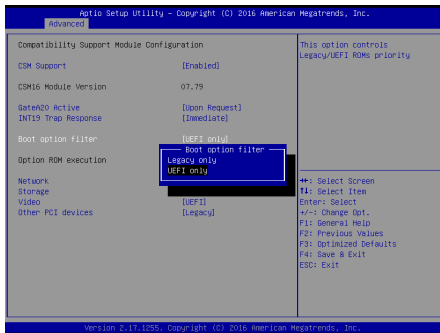 Aptio Setup Utility – Copyright (C) 2016 American Megatrends, Inc.
Advanced
Compatibility Support Module Configuration
CSM Support [Enabled]
CSM16 Module Version 07.79
GateA20 Active [Upon Request]
INT19 Trap Response [Immediate]
Boot option filter [UEFI only]
Option ROM execution
Network
Storage
Video [UEFI]
Other PCI devices [Legacy]
Boot option filter
Legacy only
UEFI only
This option controls
Legacy/UEFI ROMs priority
→←: Select Screen
↑↓: Select Item
Enter: Select
+/-: Change Opt.
F1: General Help
F2: Previous Values
F3: Optimized Defaults
F4: Save & Exit
ESC: Exit
Version 2.17.1255. Copyright (C) 2016 American Megatrends, Inc.